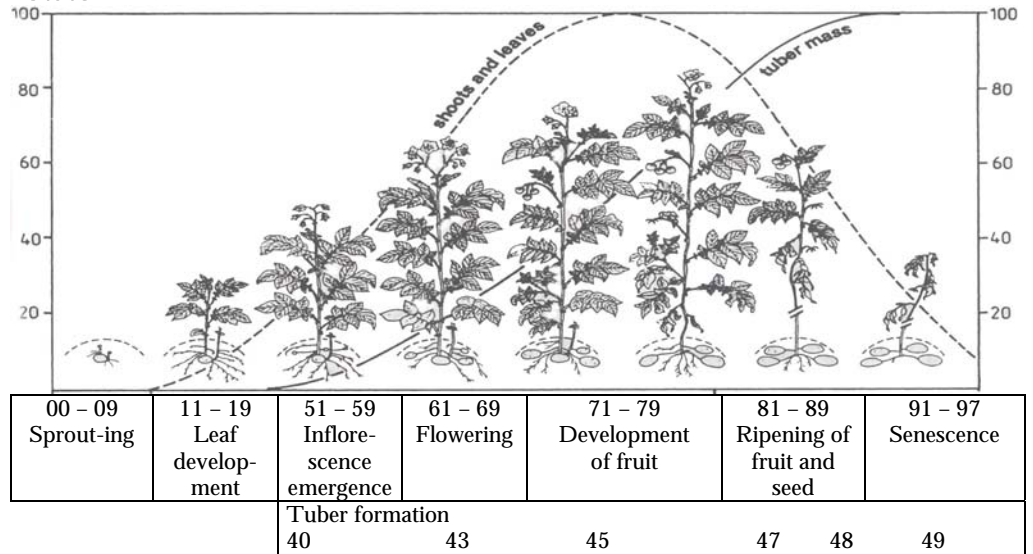 100
100
shoots and leaves
tuber mass
80
80
60
60
40
40
20
20
00 – 09
Sprout-ing
11 – 19
Leaf
develop-
ment
51 – 59
Inflore-
scence
emergence
61 – 69
Flowering
71 – 79
Development
of fruit
81 – 89
Ripening of
fruit and
seed
91 – 97
Senescence
Tuber formation
40 43 45 47 48 49